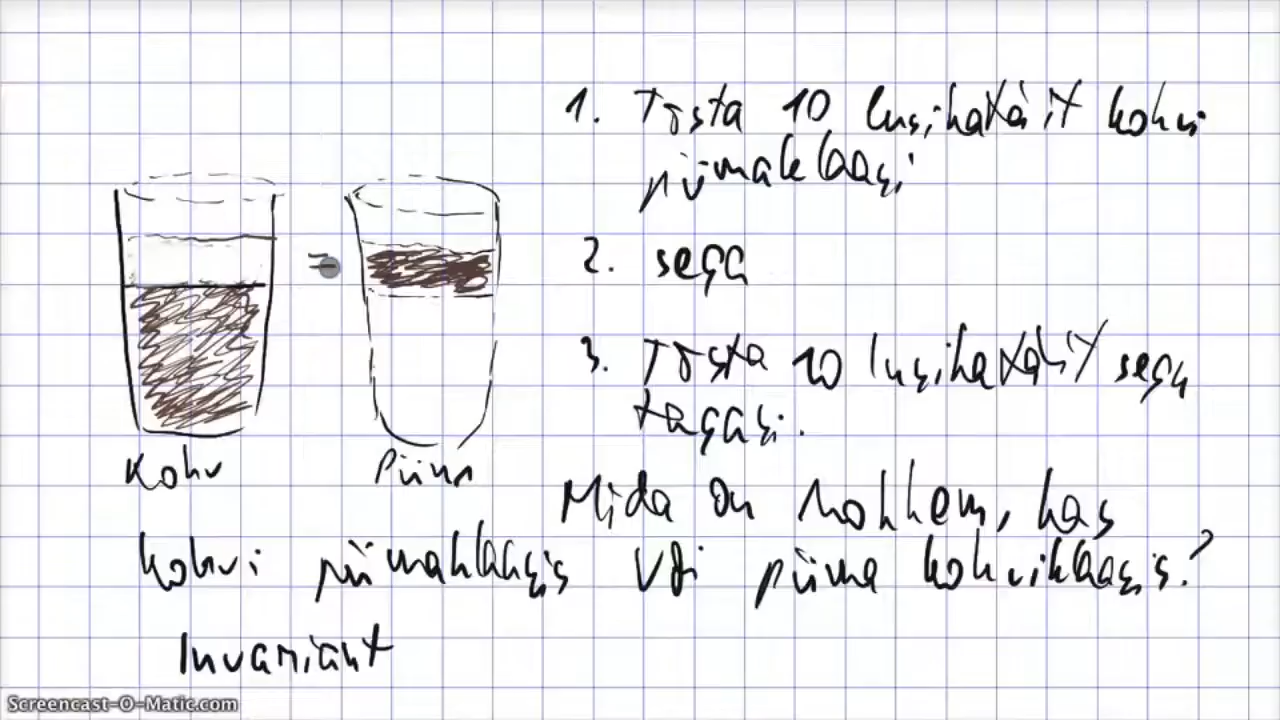 1. Tõsta 10 lusikatäit kohvi
piimaklaasi
2. sega
3. Tõsta 10 lusikatäit segu
tagasi.
=
Kohv
Piim
Mida on rohkem, kas
kohvi piimaklaasis või piima kohviklaasis?
Invariant
Screencast-O-Matic.com